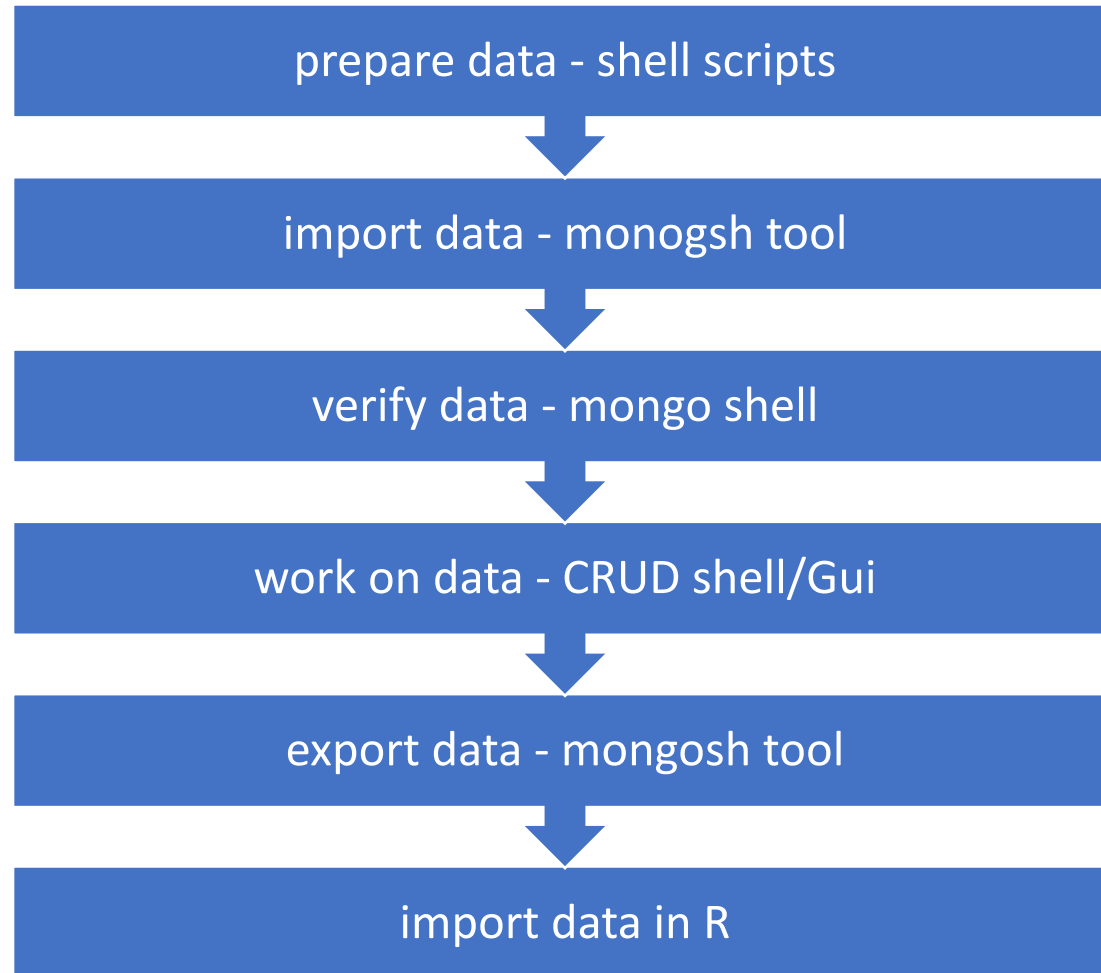 prepare data - shell scripts
import data - monogsh tool
verify data - mongo shell
work on data - CRUD shell/Gui
export data - mongosh tool
import data in R